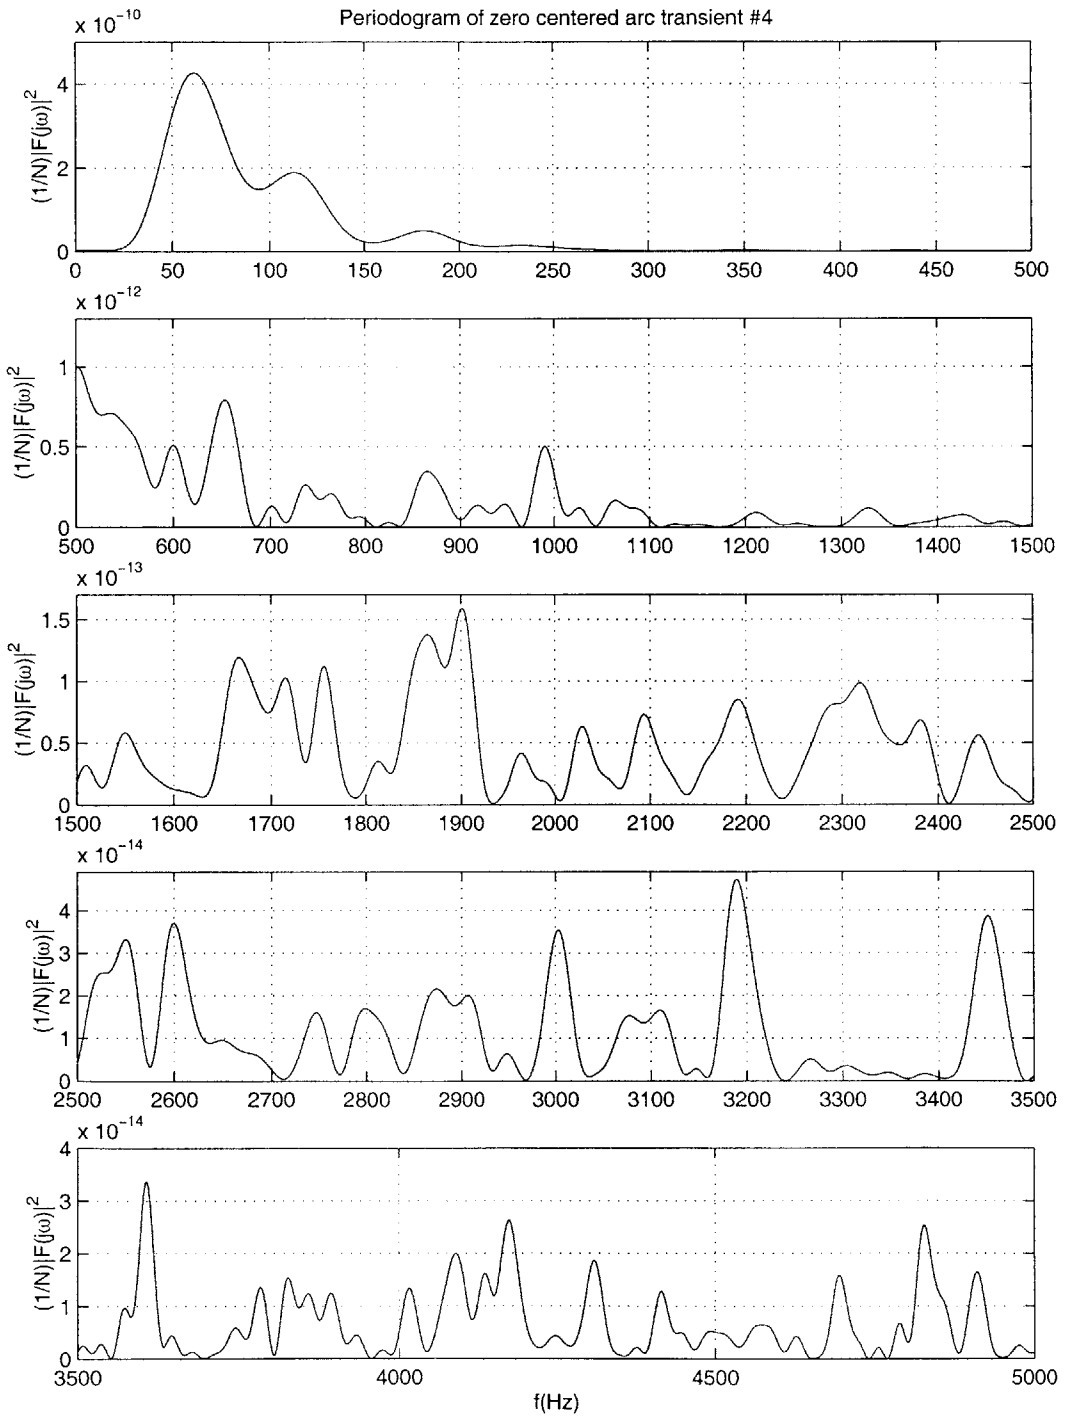 Periodogram of zero centered arc transient #4
x 10^-10
(1/N)|F(jω)|^2
4
2
0
0 50 100 150 200 250 300 350 400 450 500
x 10^-12
(1/N)|F(jω)|^2
1
0.5
0
500 600 700 800 900 1000 1100 1200 1300 1400 1500
x 10^-13
(1/N)|F(jω)|^2
1.5
1
0.5
0
1500 1600 1700 1800 1900 2000 2100 2200 2300 2400 2500
x 10^-14
(1/N)|F(jω)|^2
4
3
2
1
0
2500 2600 2700 2800 2900 3000 3100 3200 3300 3400 3500
x 10^-14
(1/N)|F(jω)|^2
4
3
2
1
0
3500 4000 4500 5000
f(Hz)